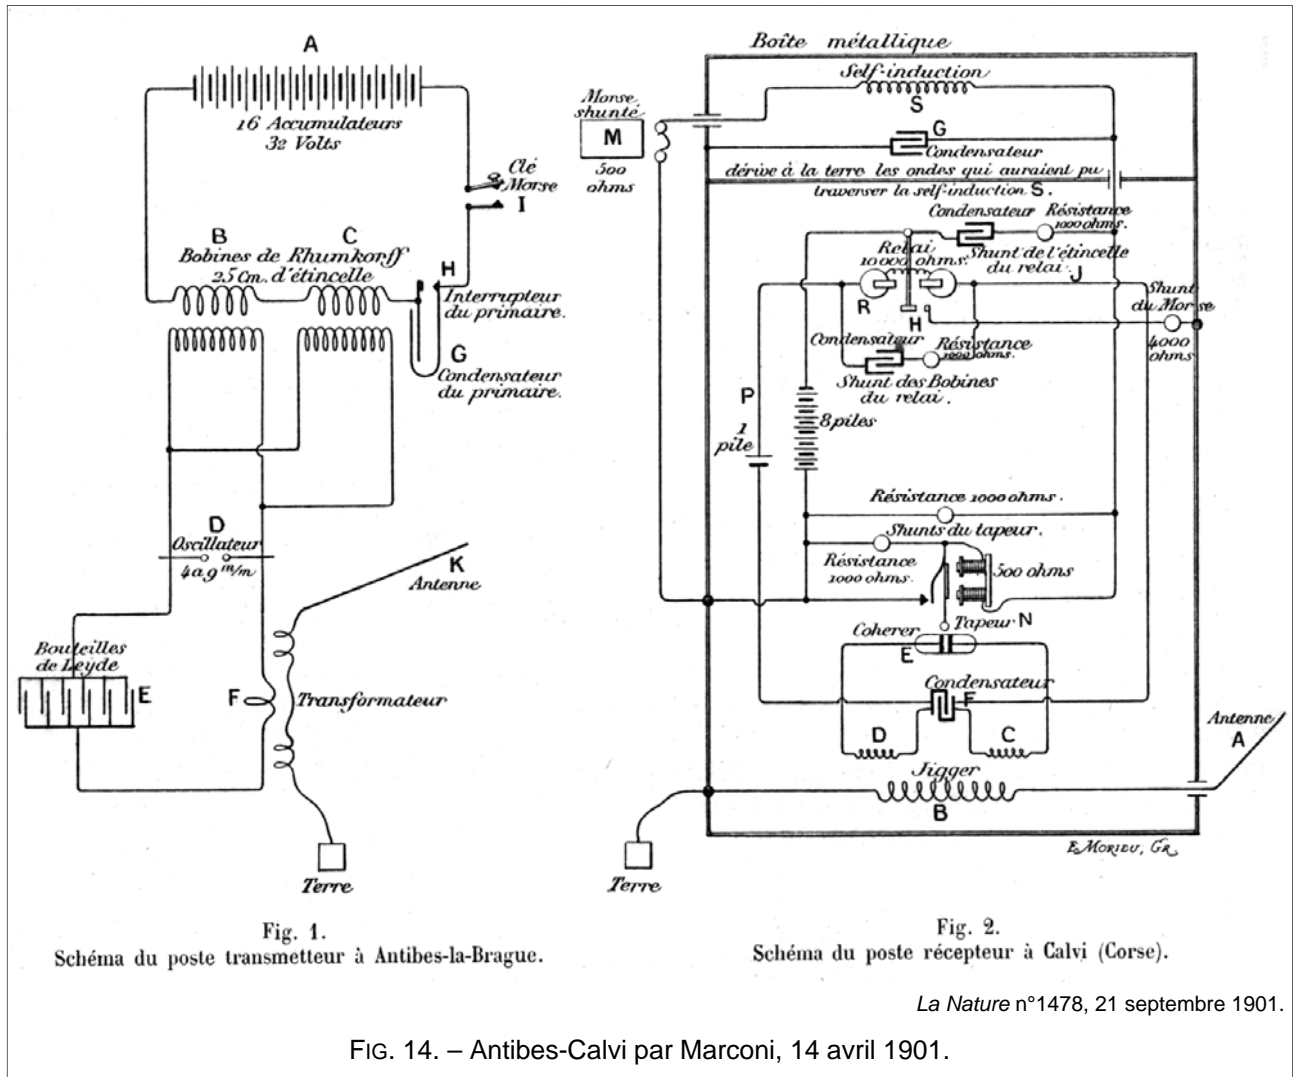 A
16 Accumulateurs
32 Volts
Clé
Morse
I
B
C
Bobines de Rhumkorff
25 Cm. d'étincelle
H
Interrupteur
du primaire.
G
Condensateur
du primaire.
D
Oscillateur
4 a 9 m/m
K
Antenne
Bouteilles
de Leyde
E
F
Transformateur
Terre
Fig. 1.
Schéma du poste transmetteur à Antibes-la-Brague.
Boîte métallique
Self-induction
S
Morse
shunté
M
500
ohms
G
Condensateur
dérive à la terre les ondes qui auraient pu
traverser la self-induction S.
Condensateur
Résistance
1000 ohms.
Relai
10000 ohms.
Shunt de l'étincelle
du relai.
J
R
H
Shunt
du Morse
4000
ohms
Condensateur
Résistance
1000 ohms.
Shunt des Bobines
du relai.
P
1
pile
8 piles
Résistance 1000 ohms.
Shunts du tapeur.
Résistance
1000 ohms.
500 ohms
Tapeur N
Coherer
E
Condensateur
F
D
C
Jigger
B
Antenne
A
Terre
E. MORIEU, GR.
Fig. 2.
Schéma du poste récepteur à Calvi (Corse).
La Nature n°1478, 21 septembre 1901.
FIG. 14. – Antibes-Calvi par Marconi, 14 avril 1901.